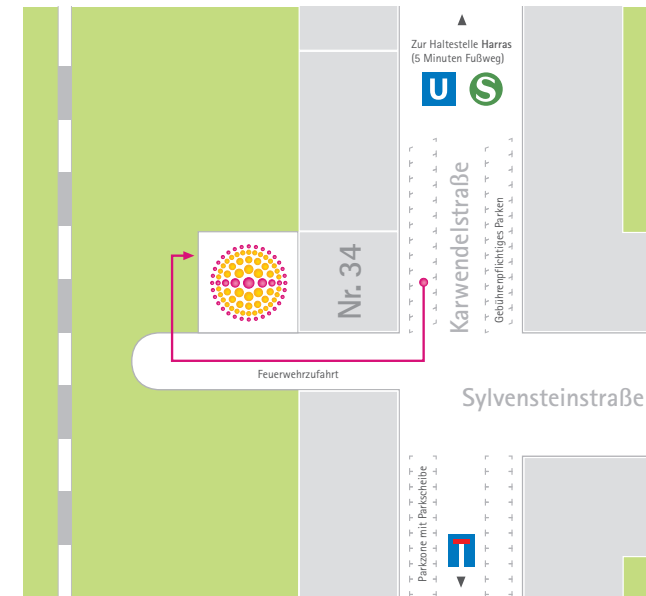 Zur Haltestelle Harras
(5 Minuten Fußweg)
U S
Karwendelstraße
Gebührenpflichtiges Parken
Nr. 34
Feuerwehrzufahrt
Sylvensteinstraße
Parkzone mit Parkscheibe